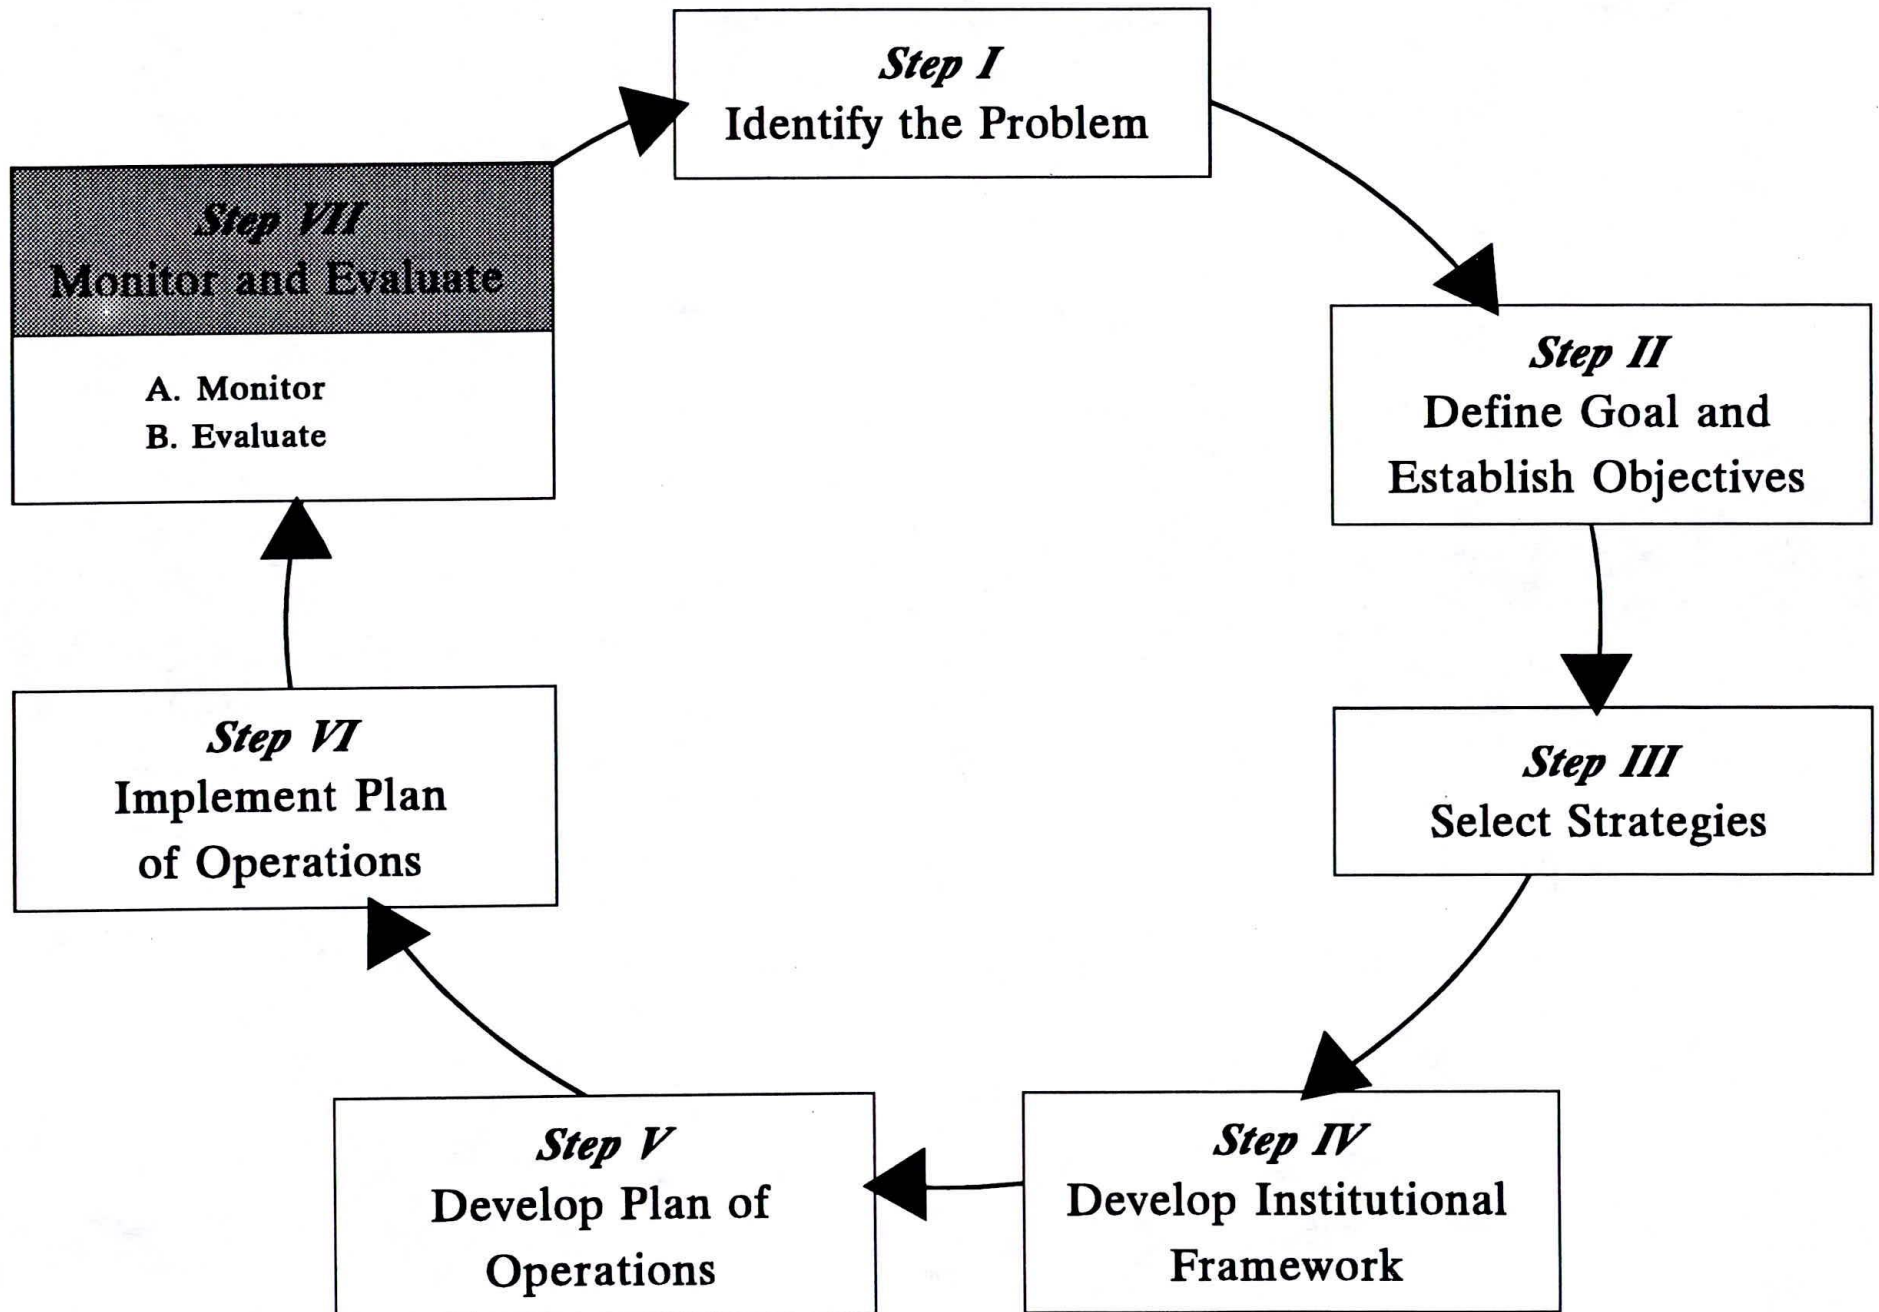 Step I
Identify the Problem
Step II
Define Goal and
Establish Objectives
Step III
Select Strategies
Step IV
Develop Institutional
Framework
Step V
Develop Plan of
Operations
Step VI
Implement Plan
of Operations
Step VII
Monitor and Evaluate
A. Monitor
B. Evaluate